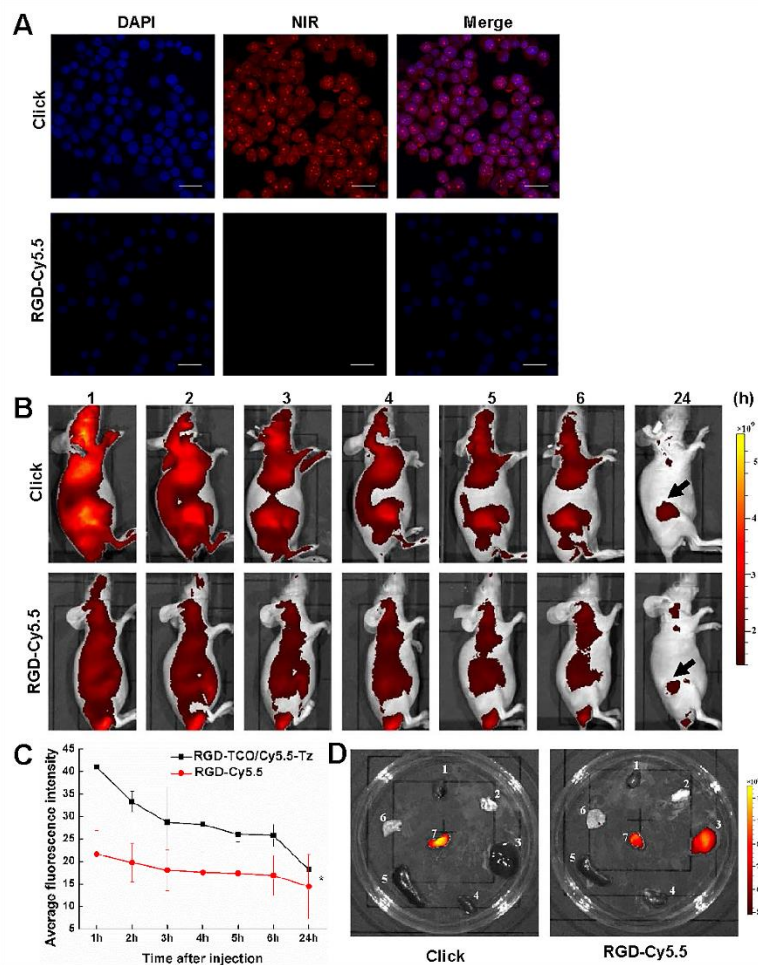 A
DAPI NIR Merge
Click
RGD-Cy5.5
B
1 2 3 4 5 6 24 (h)
Click
RGD-Cy5.5
5
4
3
2
C
Avorago fluorescence intensity
45
40
35
30
25
20
15
10
5
RGD-TCO/Cy5.5-Tz
RGD-Cy5.5
*
1h 2h 3h 4h 5h 6h 24h
Time after injection
D
1
2
3
4
5
6
7
Click
1
2
3
4
5
6
7
RGD-Cy5.5